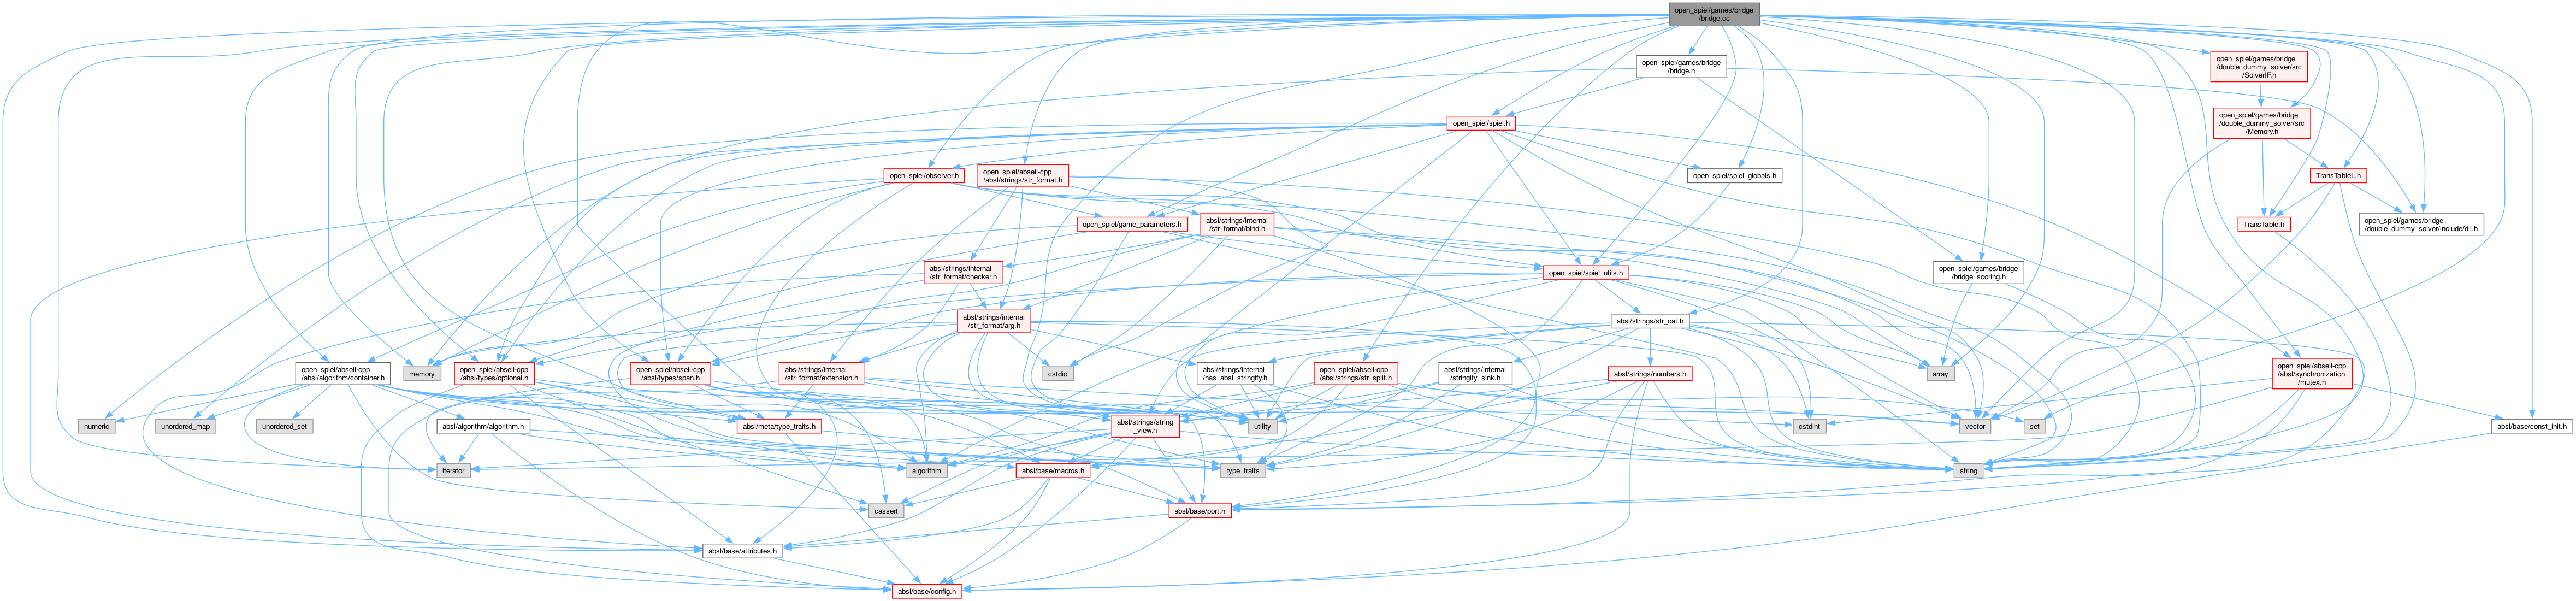 open_spiel/games/bridge
/bridge.cc
open_spiel/games/bridge
/bridge.h
open_spiel/games/bridge
/double_dummy_solver/src
/SolverIF.h
open_spiel/spiel.h
open_spiel/games/bridge
/double_dummy_solver/src
/Memory.h
open_spiel/observer.h
open_spiel/abseil-cpp
/absl/strings/str_format.h
open_spiel/spiel_globals.h
TransTableL.h
open_spiel/game_parameters.h
absl/strings/internal
/str_format/bind.h
TransTable.h
open_spiel/games/bridge
/double_dummy_solver/include/dll.h
absl/strings/internal
/str_format/checker.h
open_spiel/spiel_utils.h
open_spiel/games/bridge
/bridge_scoring.h
absl/strings/internal
/str_format/arg.h
absl/strings/str_cat.h
open_spiel/abseil-cpp
/absl/algorithm/container.h
memory
open_spiel/abseil-cpp
/absl/types/optional.h
open_spiel/abseil-cpp
/absl/types/span.h
absl/strings/internal
/str_format/extension.h
cstdio
absl/strings/internal
/has_absl_stringify.h
open_spiel/abseil-cpp
/absl/strings/str_split.h
absl/strings/internal
/stringify_sink.h
absl/strings/numbers.h
array
open_spiel/abseil-cpp
/absl/synchronization
/mutex.h
numeric
unordered_map
unordered_set
absl/algorithm/algorithm.h
absl/meta/type_traits.h
absl/strings/string
_view.h
utility
cstdint
vector
set
absl/base/const_init.h
iterator
algorithm
absl/base/macros.h
type_traits
string
cassert
absl/base/port.h
absl/base/attributes.h
absl/base/config.h